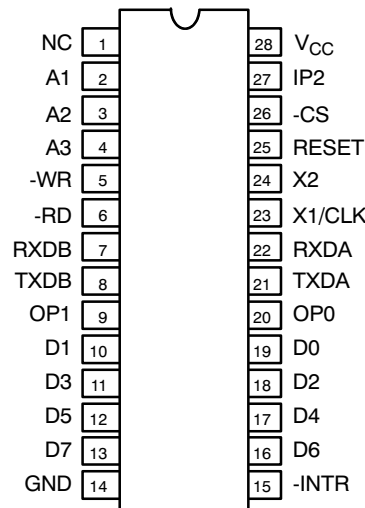 NC 1 28 VCC
A1 2 27 IP2
A2 3 26 -CS
A3 4 25 RESET
-WR 5 24 X2
-RD 6 23 X1/CLK
RXDB 7 22 RXDA
TXDB 8 21 TXDA
OP1 9 20 OP0
D1 10 19 D0
D3 11 18 D2
D5 12 17 D4
D7 13 16 D6
GND 14 15 -INTR